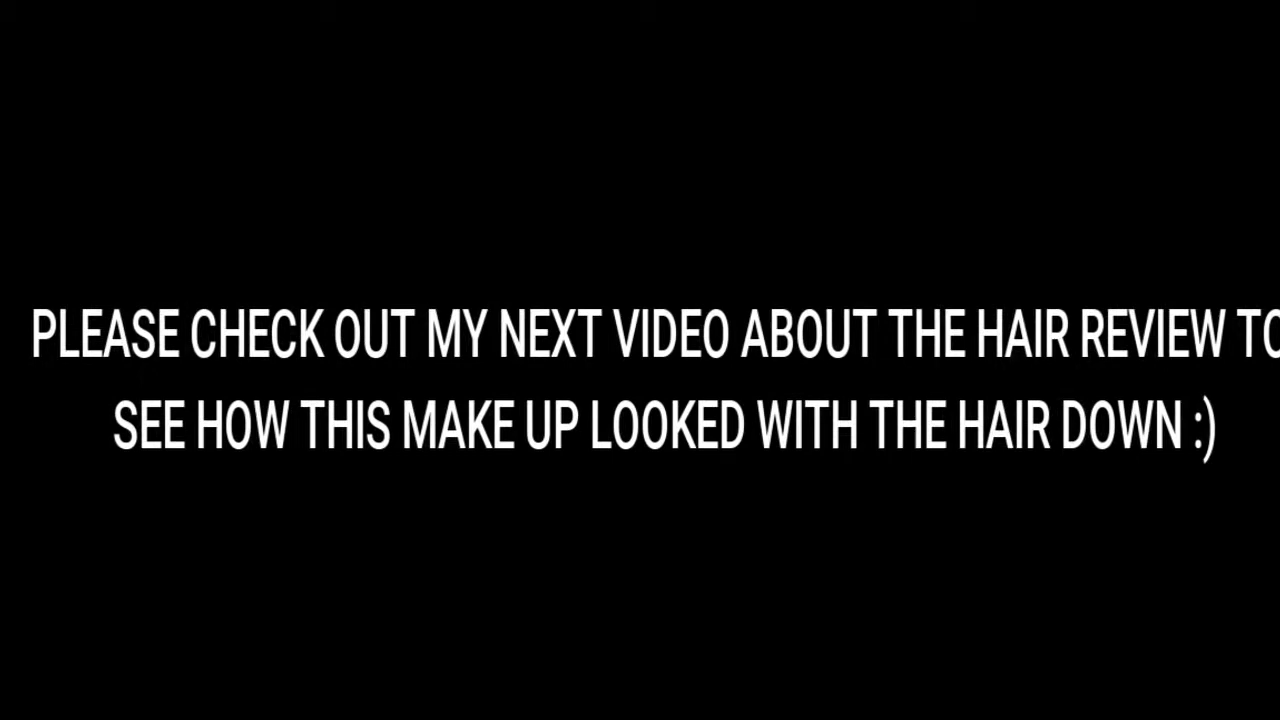 PLEASE CHECK OUT MY NEXT VIDEO ABOUT THE HAIR REVIEW TO
SEE HOW THIS MAKE UP LOOKED WITH THE HAIR DOWN :)